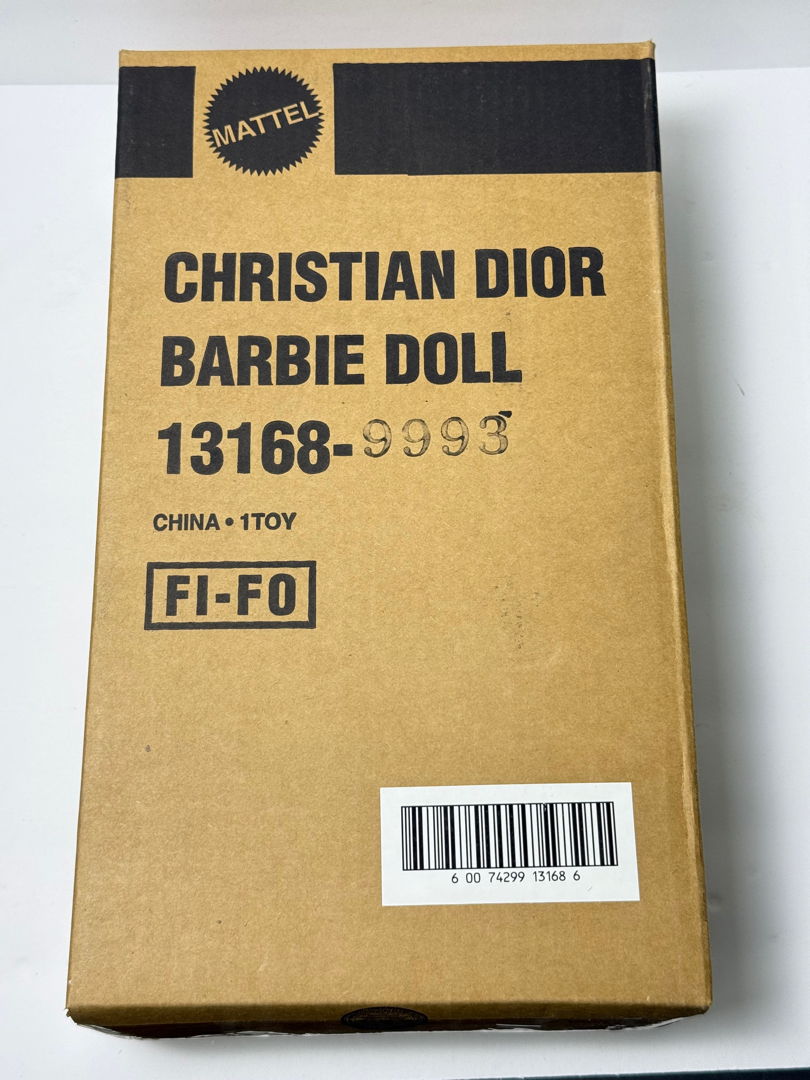 MATTEL
CHRISTIAN DIOR
BARBIE DOLL
13168-9993
CHINA • 1TOY
FI-FO
6 00 74299 13168 6